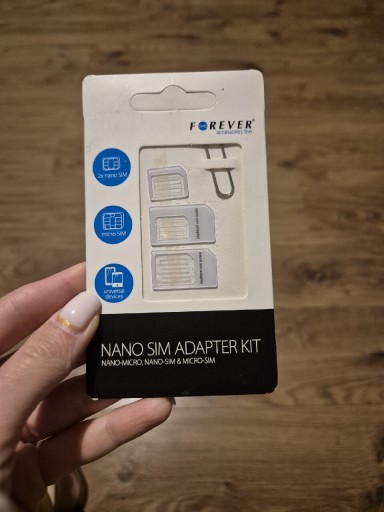 FOREVER®
accessories line
2x nano SIM
micro SIM
universal
devices
NANO SIM ADAPTER KIT
NANO-MICRO, NANO-SIM & MICRO-SIM